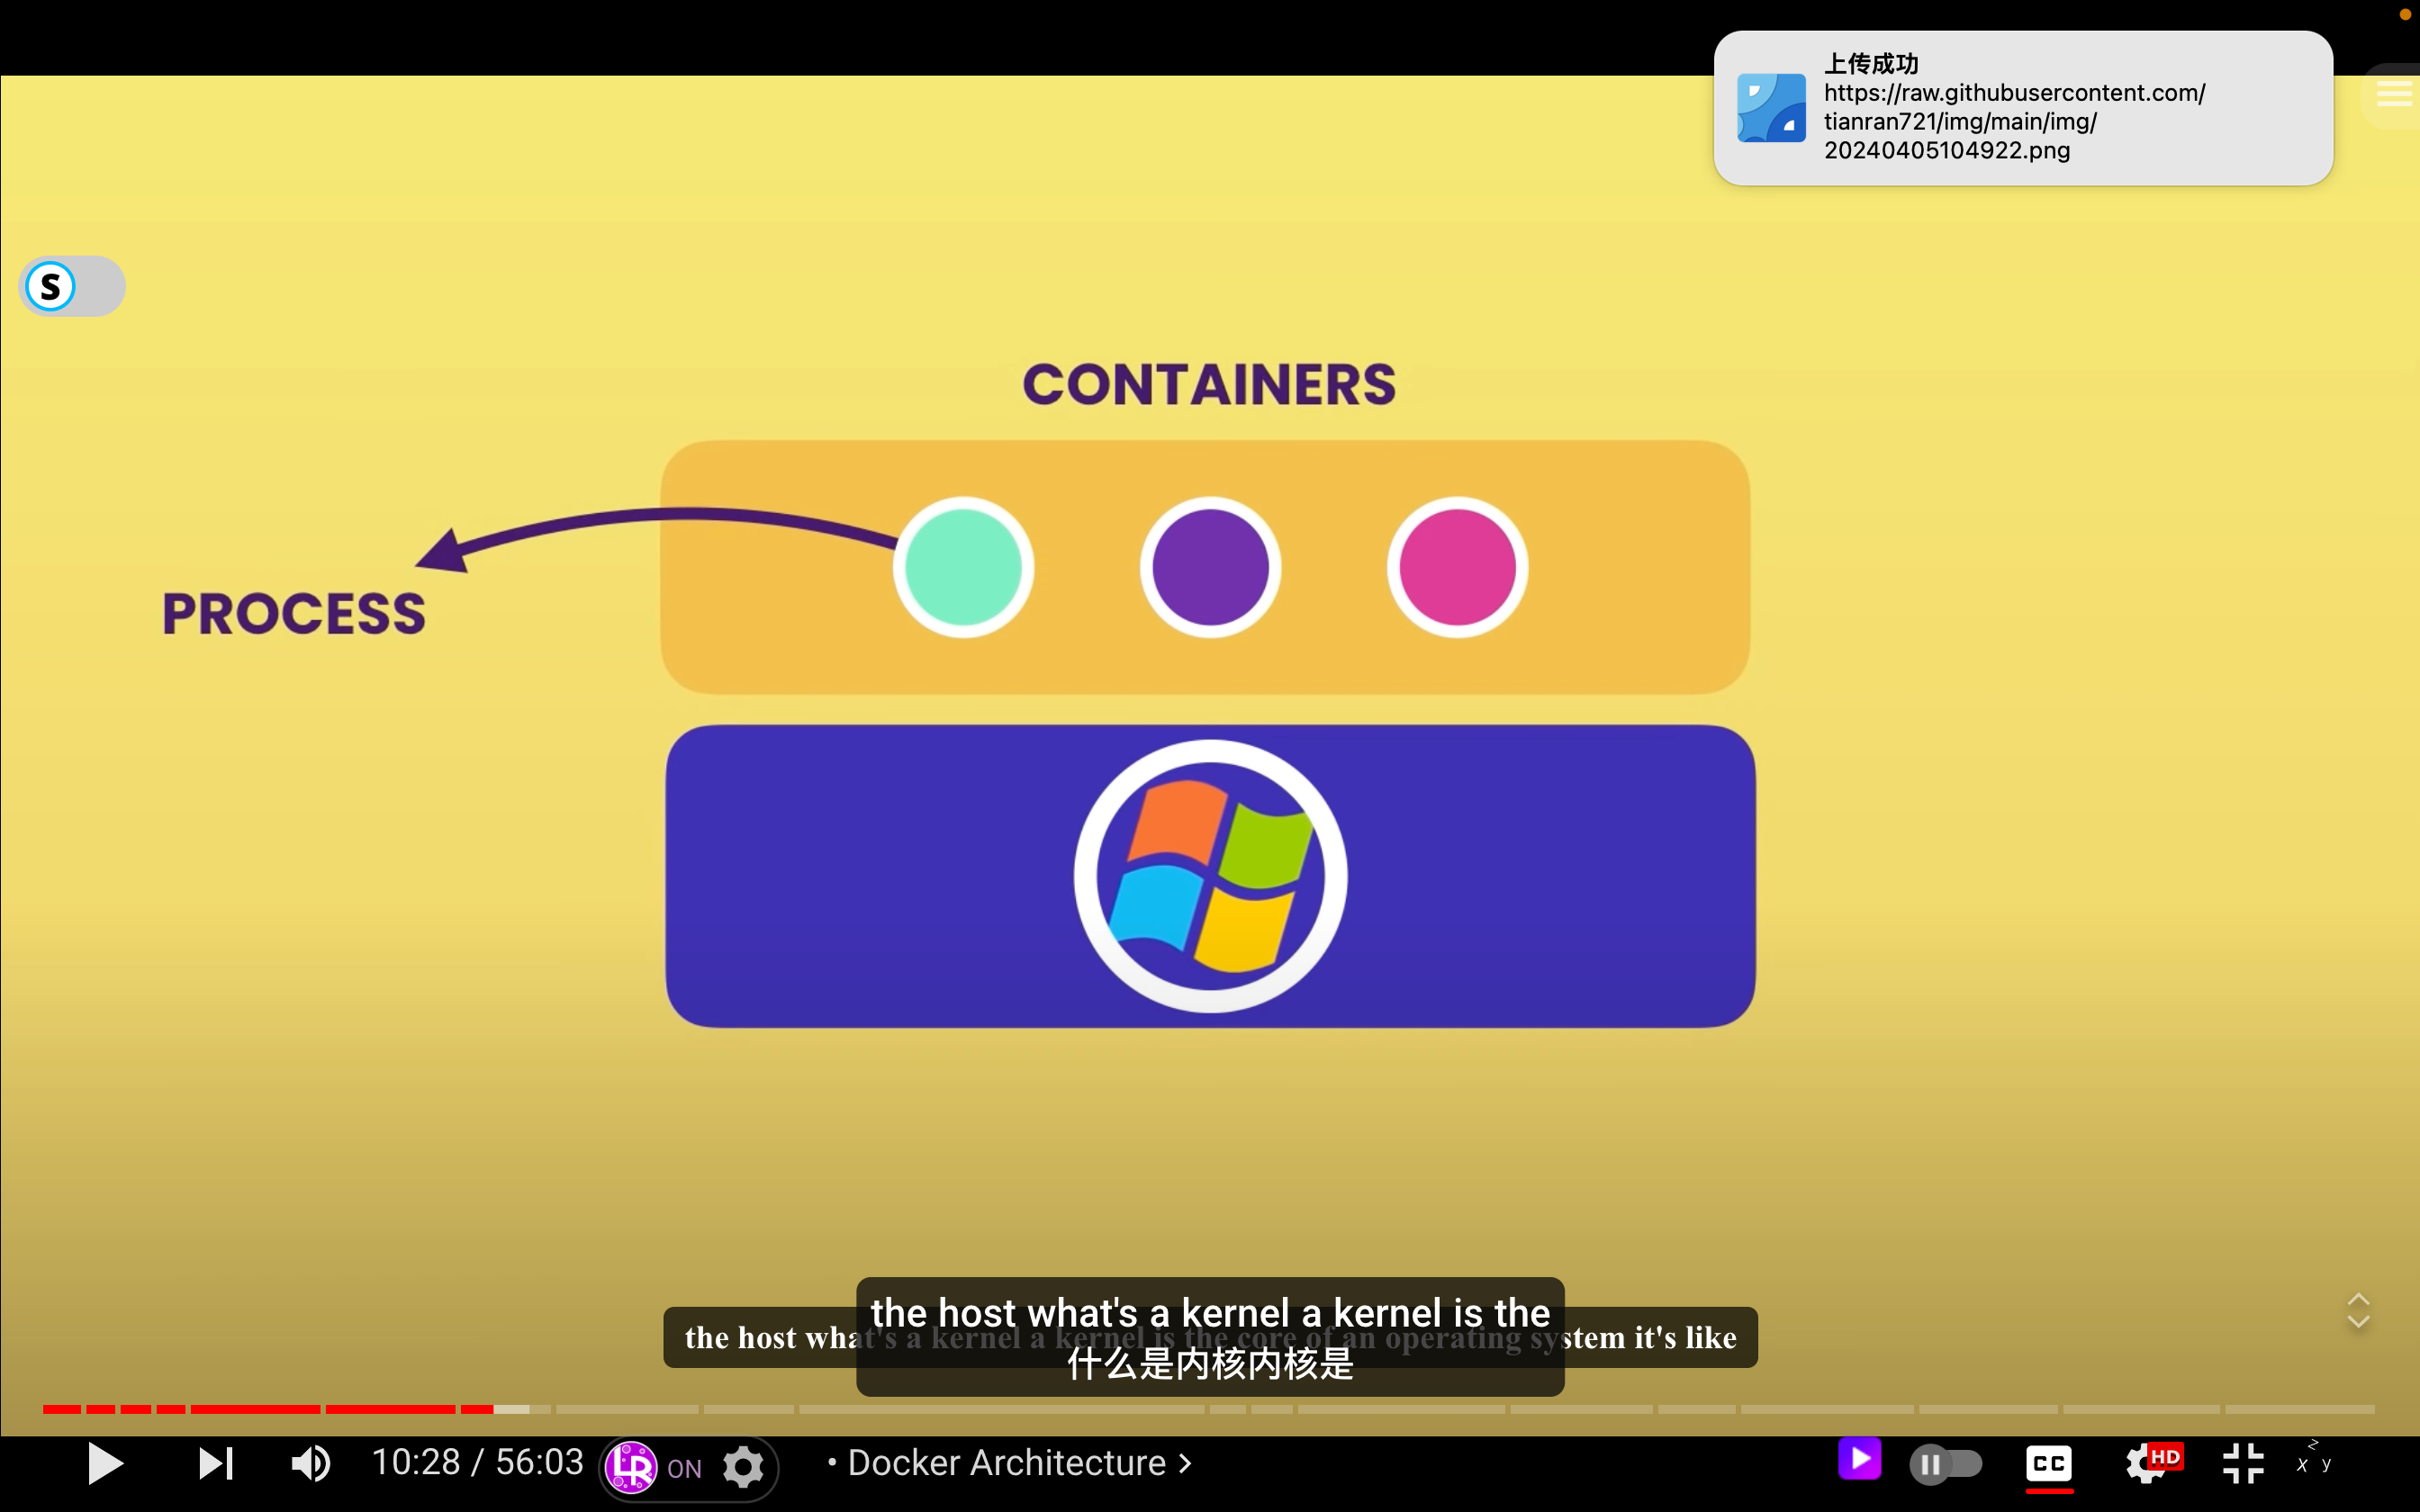 上传成功
https://raw.githubusercontent.com/
tianran721/img/main/img/
20240405104922.png
S
CONTAINERS
PROCESS
the host what's a kernel a kernel is the
the host what's a kernel a kernel is the core of an operating system it's like
什么是内核内核是
10:28 / 56:03
LR ON
• Docker Architecture >
CC
HD
z
x y